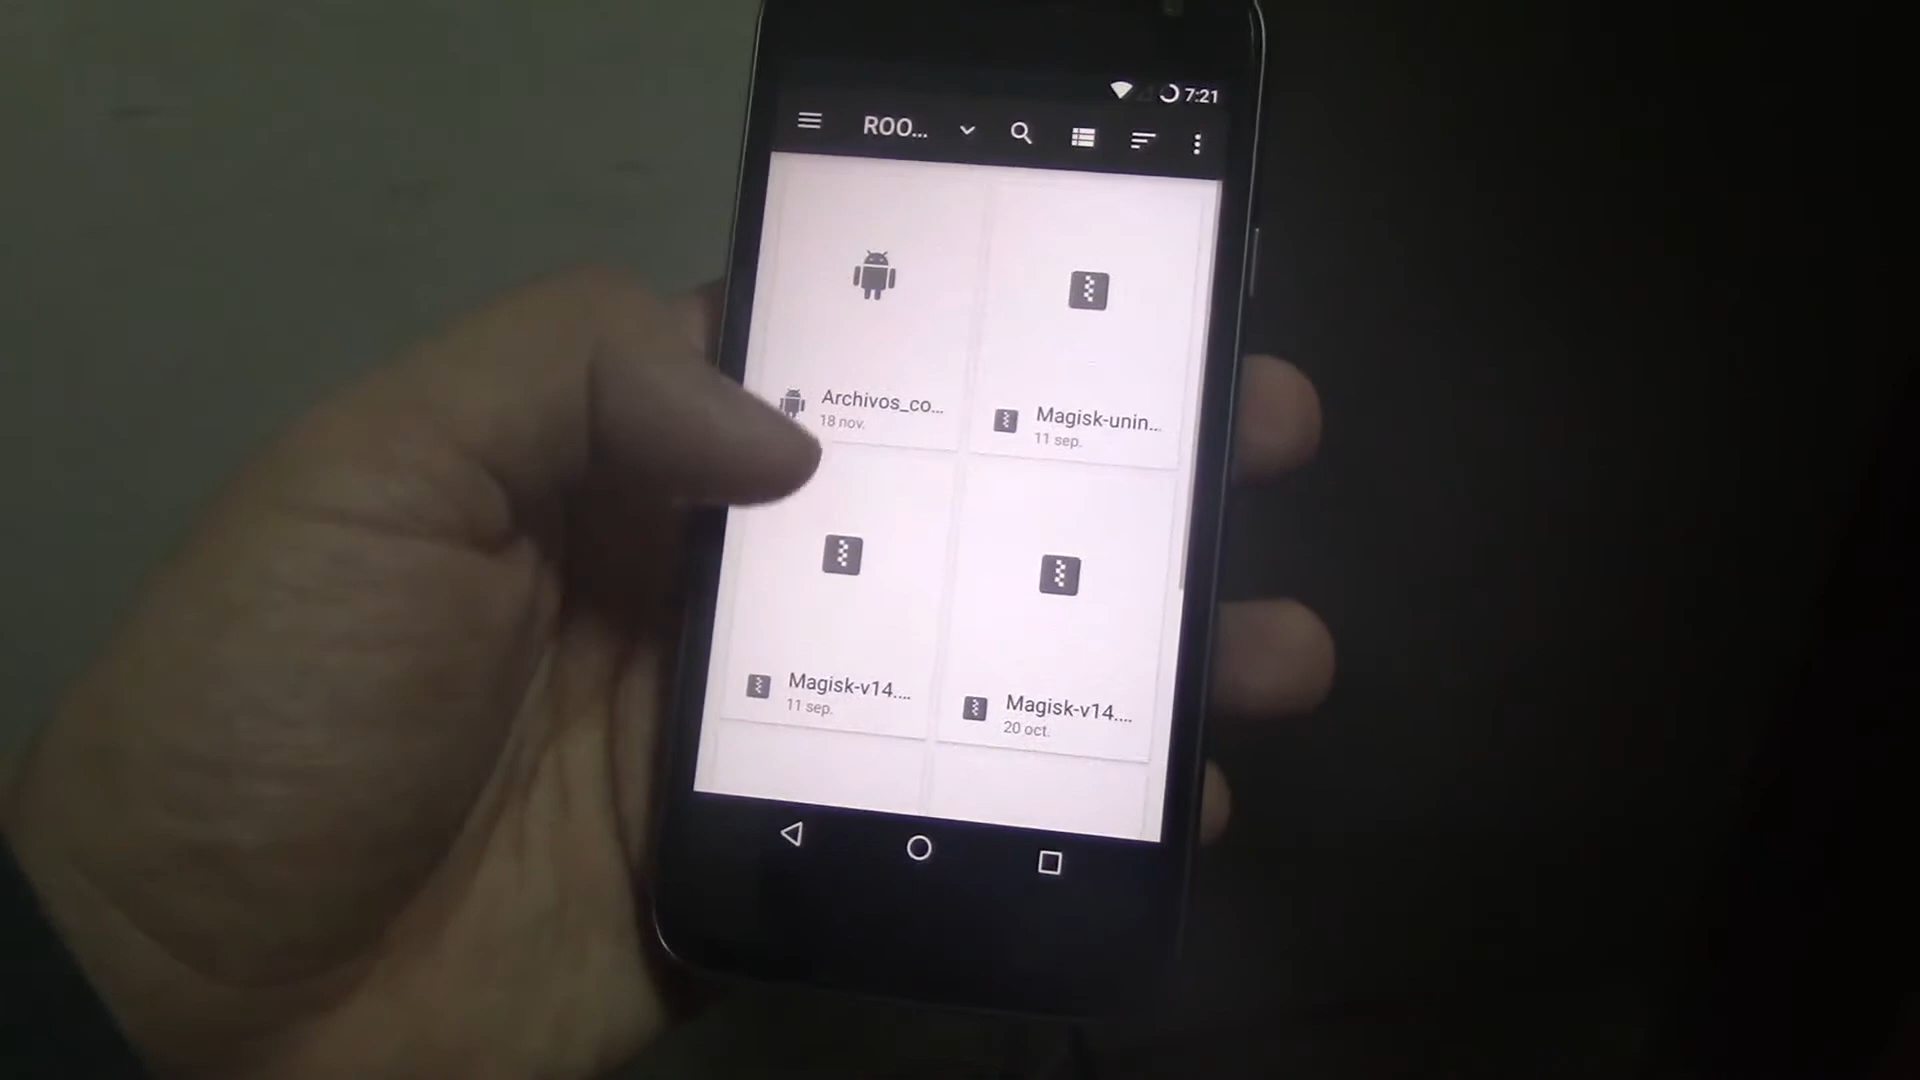 7:21
ROO...
Archivos_co...
18 nov.
Magisk-unin...
11 sep.
Magisk-v14....
11 sep.
Magisk-v14....
20 oct.